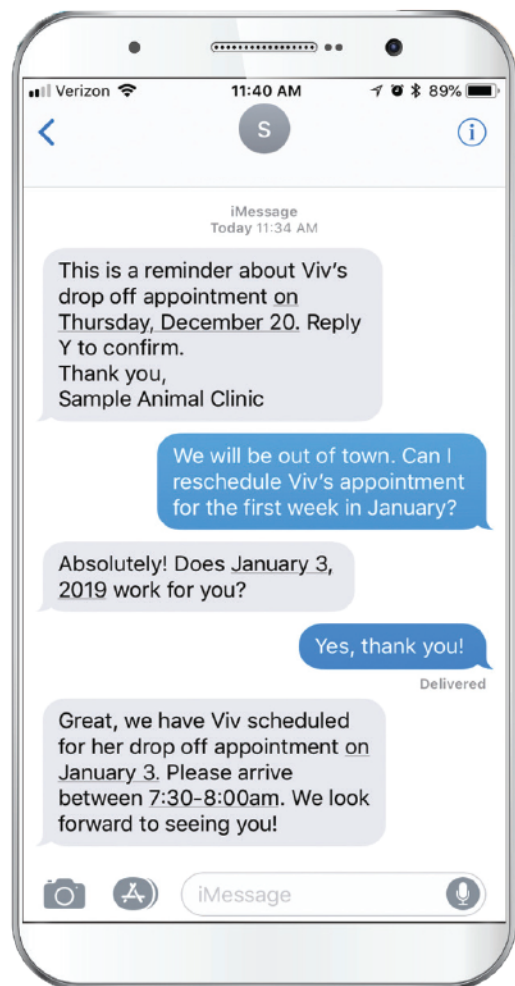 Verizon 11:40 AM 89%
S
iMessage
Today 11:34 AM
This is a reminder about Viv's
drop off appointment on
Thursday, December 20. Reply
Y to confirm.
Thank you,
Sample Animal Clinic
We will be out of town. Can I
reschedule Viv's appointment
for the first week in January?
Absolutely! Does January 3,
2019 work for you?
Yes, thank you!
Delivered
Great, we have Viv scheduled
for her drop off appointment on
January 3. Please arrive
between 7:30-8:00am. We look
forward to seeing you!
iMessage